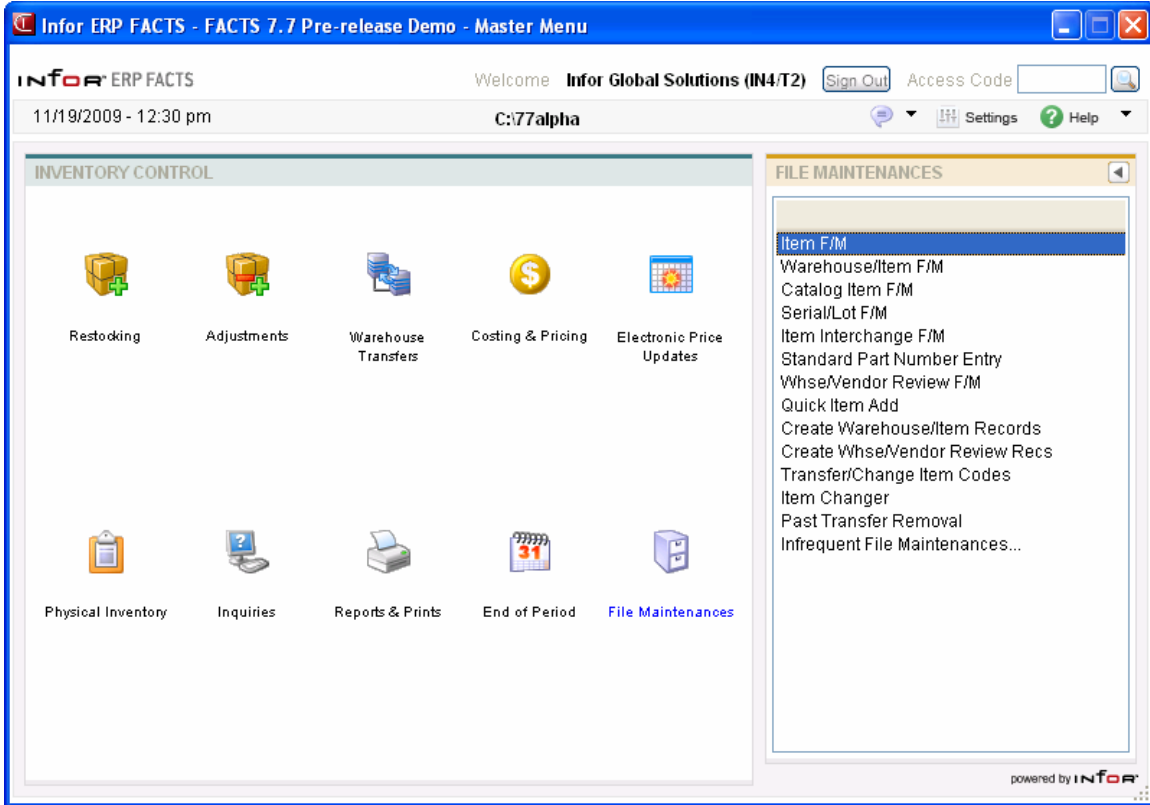 Infor ERP FACTS - FACTS 7.7 Pre-release Demo - Master Menu
INFOR ERP FACTS Welcome Infor Global Solutions (IN4/T2) Sign Out Access Code
11/19/2009 - 12:30 pm C:\77alpha Settings ? Help
INVENTORY CONTROL
Restocking Adjustments Warehouse Transfers Costing & Pricing Electronic Price Updates
Physical Inventory Inquiries Reports & Prints 31 End of Period File Maintenances
FILE MAINTENANCES
Item F/M
Warehouse/Item F/M
Catalog Item F/M
Serial/Lot F/M
Item Interchange F/M
Standard Part Number Entry
Whse/Vendor Review F/M
Quick Item Add
Create Warehouse/Item Records
Create Whse/Vendor Review Recs
Transfer/Change Item Codes
Item Changer
Past Transfer Removal
Infrequent File Maintenances...
powered by INFOR